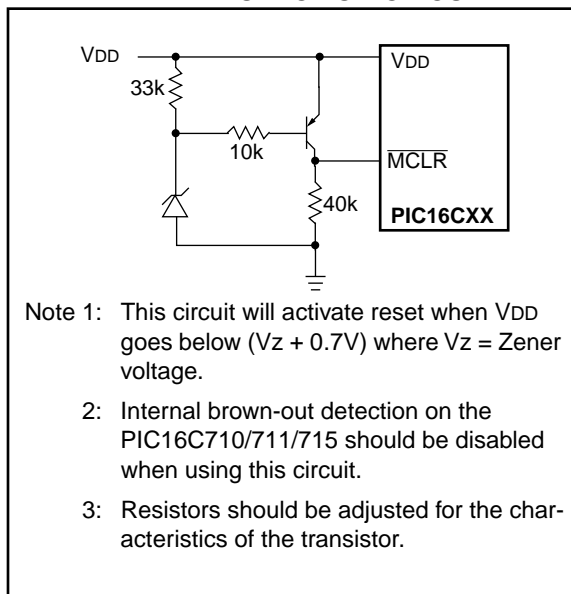 VDD
VDD
33k
10k
MCLR
40k
PIC16CXX
Note 1: This circuit will activate reset when VDD
goes below (Vz + 0.7V) where Vz = Zener
voltage.
2: Internal brown-out detection on the
PIC16C710/711/715 should be disabled
when using this circuit.
3: Resistors should be adjusted for the char-
acteristics of the transistor.